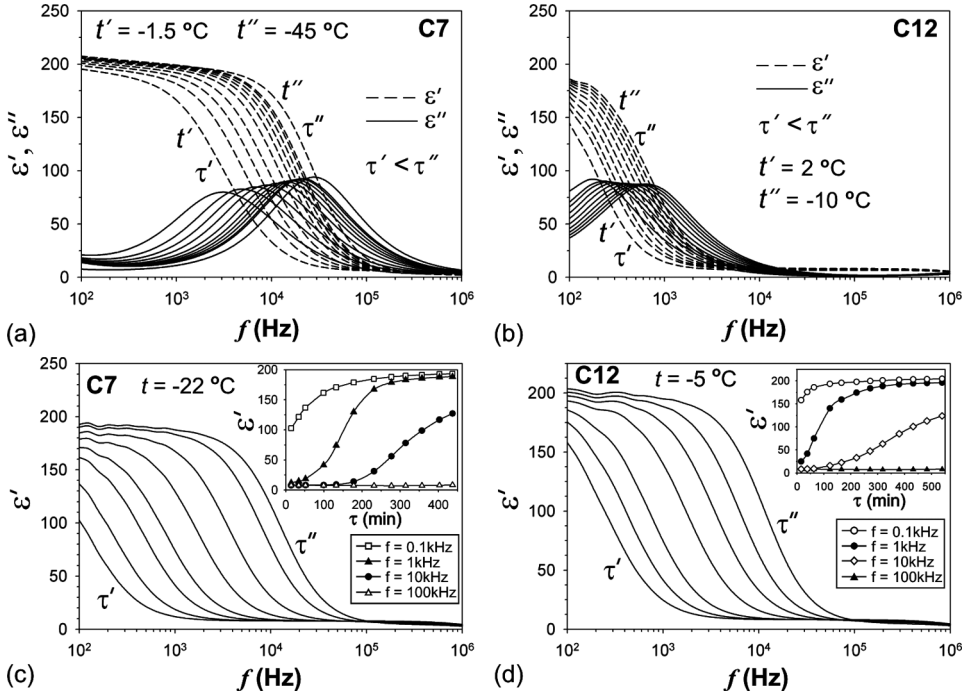 250
200
150
100
50
0
ε′, ε″
t′ = -1.5 ºC t″ = -45 ºC C7
t″
τ″
t′
τ′
ε′
ε″
τ′ < τ″
10² 10³ 10⁴ 10⁵ 10⁶
(a) f (Hz)
250
200
150
100
50
0
ε′, ε″
C12
t″
τ″
t′
τ′
ε′
ε″
τ′ < τ″
t′ = 2 ºC
t″ = -10 ºC
10² 10³ 10⁴ 10⁵ 10⁶
(b) f (Hz)
250
200
150
100
50
0
ε′
C7 t = -22 ºC
200
150
100
50
0
ε′
0 100 200 300 400
τ (min)
τ″
τ′
f = 0.1kHz
f = 1kHz
f = 10kHz
f = 100kHz
10² 10³ 10⁴ 10⁵ 10⁶
(c) f (Hz)
250
200
150
100
50
0
ε′
C12 t = -5 ºC
200
150
100
50
0
ε′
0 100 200 300 400 500
τ (min)
τ″
τ′
f = 0.1kHz
f = 1kHz
f = 10kHz
f = 100kHz
10² 10³ 10⁴ 10⁵ 10⁶
(d) f (Hz)